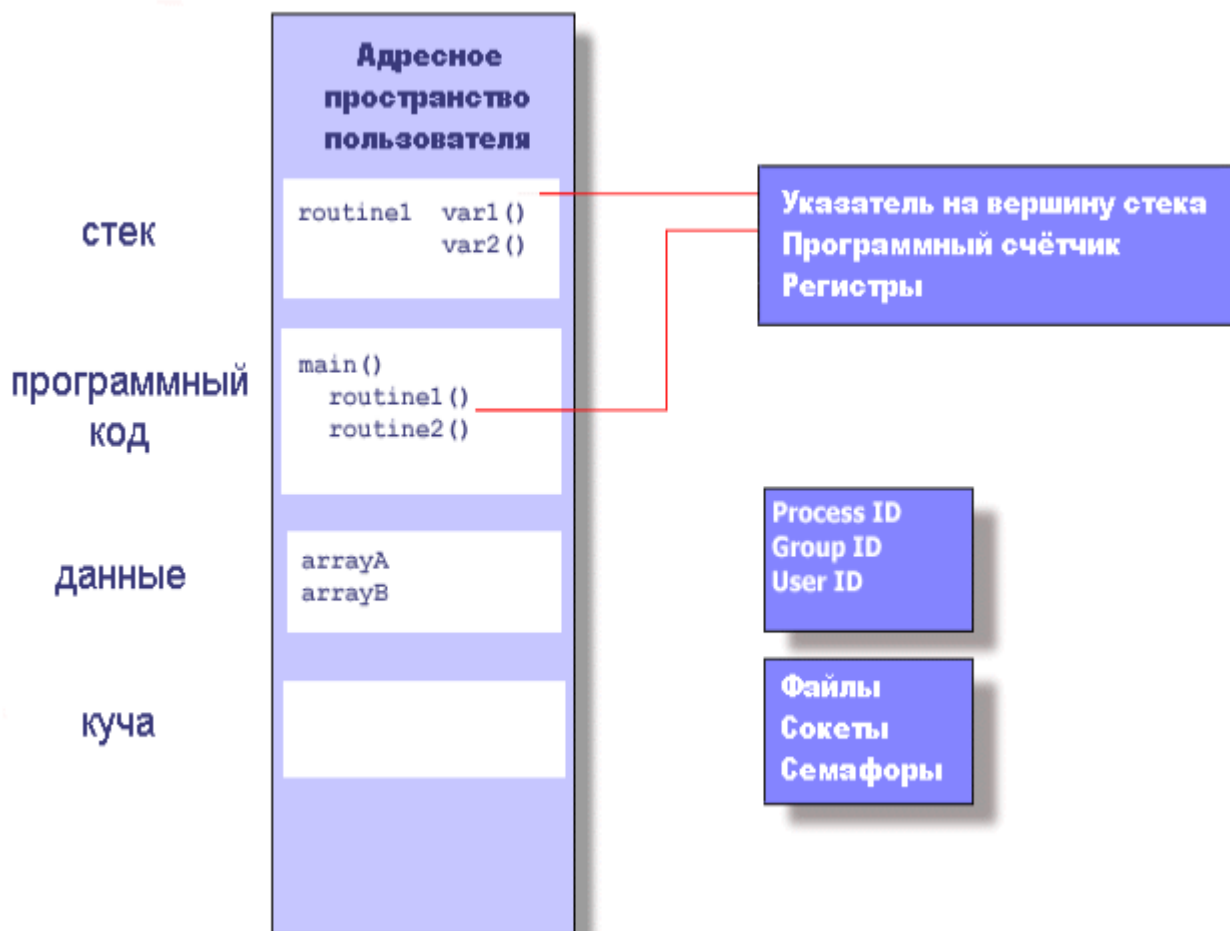 Адресное
пространство
пользователя
стек
routine1 var1()
var2()
Указатель на вершину стека
Программный счётчик
Регистры
программный
код
main()
routine1()
routine2()
Process ID
Group ID
User ID
данные
arrayA
arrayB
куча
Файлы
Сокеты
Семафоры